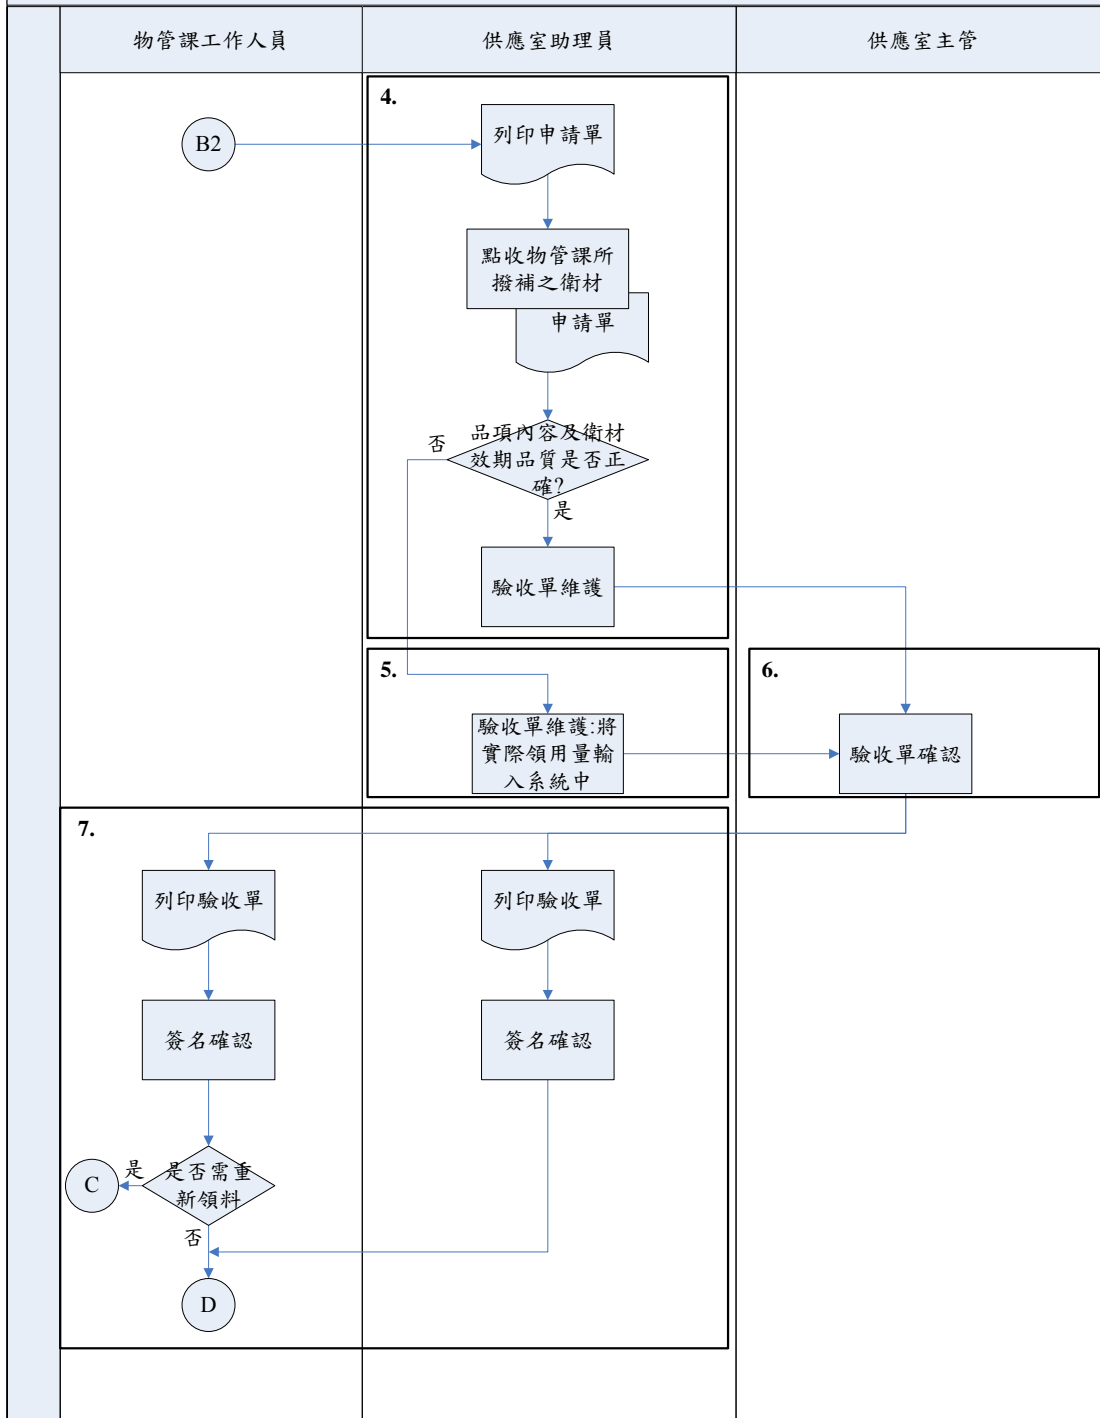 物管課工作人員
供應室助理員
供應室主管
4.
B2
列印申請單
點收物管課所
撥補之衛材
申請單
否
品項內容及衛材
效期品質是否正
確?
是
驗收單維護
5.
6.
驗收單維護:將
實際領用量輸
入系統中
驗收單確認
7.
列印驗收單
列印驗收單
簽名確認
簽名確認
C
是
是否需重
新領料
否
D